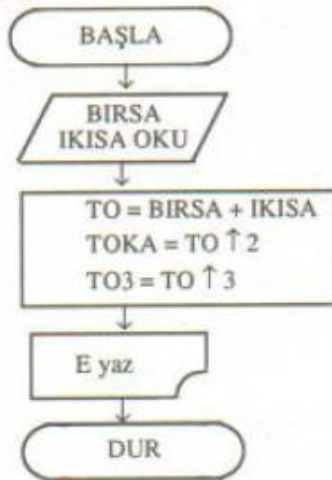 BAŞLA
BIRSA
IKISA OKU
TO = BIRSA + IKISA
TOKA = TO ↑ 2
TO3 = TO ↑ 3
E yaz
DUR